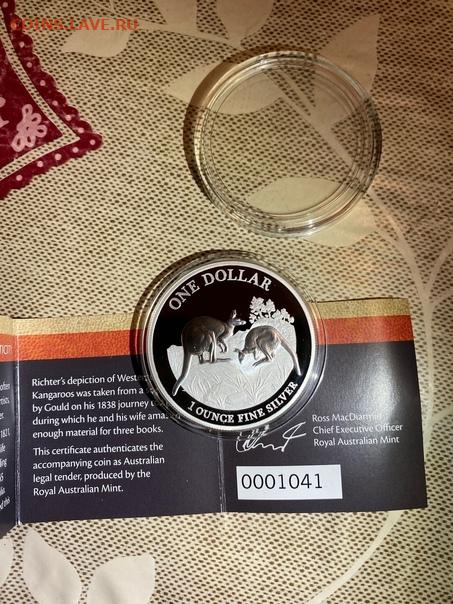 COINS.LAVE.RU
ONE DOLLAR
1 OUNCE FINE SILVER
Richter's depiction of
Kangaroos was taken from a
by Gould on his 1838 journey
during which he and his wife
enough material for three books.
This certificate authenticates the
accompanying coin as Australian
legal tender, produced by the
Royal Australian Mint.
Ross
Chief Executive Officer
Royal Australian Mint
0001041